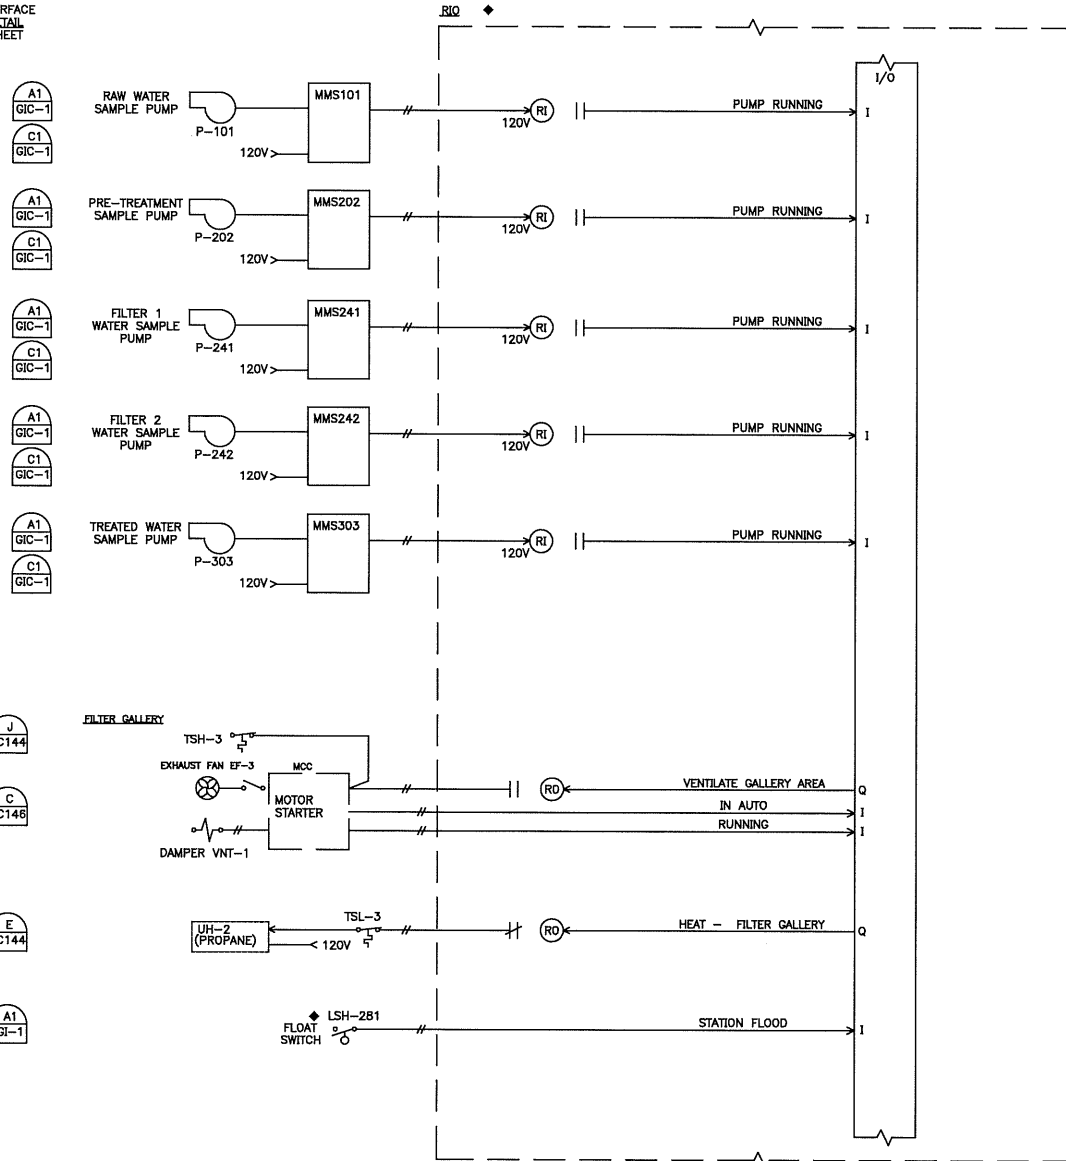 RFACE
ETAIL
HEET
RIO ◆
I/O
A1
GIC-1
C1
GIC-1
RAW WATER
SAMPLE PUMP
P-101
120V
MMS101
RI
120V
PUMP RUNNING
I
A1
GIC-1
C1
GIC-1
PRE-TREATMENT
SAMPLE PUMP
P-202
120V
MMS202
RI
120V
PUMP RUNNING
I
A1
GIC-1
C1
GIC-1
FILTER 1
WATER SAMPLE
PUMP
P-241
120V
MMS241
RI
120V
PUMP RUNNING
I
A1
GIC-1
C1
GIC-1
FILTER 2
WATER SAMPLE
PUMP
P-242
120V
MMS242
RI
120V
PUMP RUNNING
I
A1
GIC-1
C1
GIC-1
TREATED WATER
SAMPLE PUMP
P-303
120V
MMS303
RI
120V
PUMP RUNNING
I
J
C144
FILTER GALLERY
TSH-3
EXHAUST FAN EF-3
MCC
MOTOR
STARTER
RO
VENTILATE GALLERY AREA
Q
C
C146
IN AUTO
I
RUNNING
I
DAMPER VNT-1
E
C144
UH-2
(PROPANE)
TSL-3
120V
RO
HEAT - FILTER GALLERY
Q
A1
GI-1
◆ LSH-281
FLOAT
SWITCH
STATION FLOOD
I